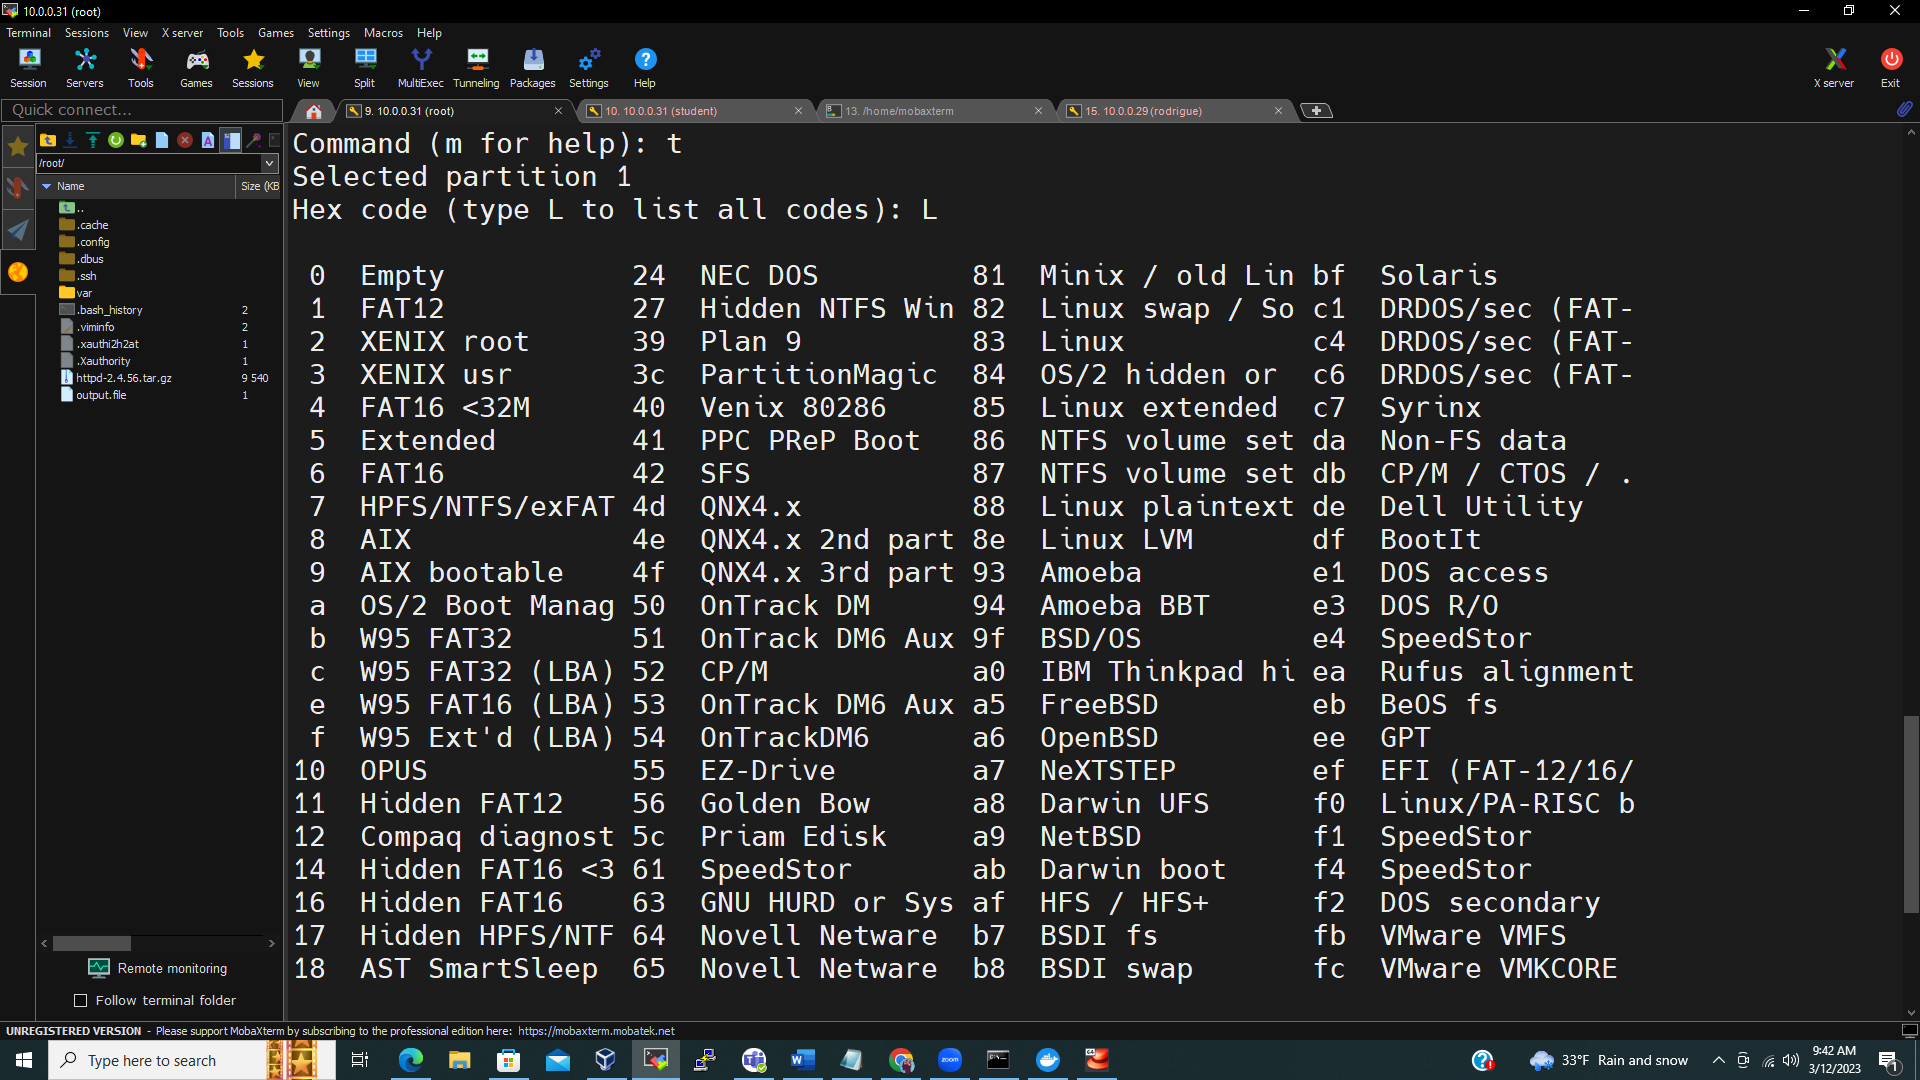 10.0.0.31 (root)
Terminal Sessions View X server Tools Games Settings Macros Help
Session Servers Tools Games Sessions View Split MultiExec Tunneling Packages Settings Help X server Exit
Quick connect... 9. 10.0.0.31 (root) 10. 10.0.0.31 (student) 13. /home/mobaxterm 15. 10.0.0.29 (rodrigue)
/root/
Name Size (KB
..
.cache
.config
.dbus
.ssh
var
.bash_history 2
.viminfo 2
.xauthi2h2at 1
.Xauthority 1
httpd-2.4.56.tar.gz 9 540
output.file 1
Remote monitoring
Follow terminal folder
Command (m for help): t
Selected partition 1
Hex code (type L to list all codes): L
0 Empty 24 NEC DOS 81 Minix / old Lin bf Solaris
1 FAT12 27 Hidden NTFS Win 82 Linux swap / So c1 DRDOS/sec (FAT-
2 XENIX root 39 Plan 9 83 Linux c4 DRDOS/sec (FAT-
3 XENIX usr 3c PartitionMagic 84 OS/2 hidden or c6 DRDOS/sec (FAT-
4 FAT16 <32M 40 Venix 80286 85 Linux extended c7 Syrinx
5 Extended 41 PPC PReP Boot 86 NTFS volume set da Non-FS data
6 FAT16 42 SFS 87 NTFS volume set db CP/M / CTOS / .
7 HPFS/NTFS/exFAT 4d QNX4.x 88 Linux plaintext de Dell Utility
8 AIX 4e QNX4.x 2nd part 8e Linux LVM df BootIt
9 AIX bootable 4f QNX4.x 3rd part 93 Amoeba e1 DOS access
a OS/2 Boot Manag 50 OnTrack DM 94 Amoeba BBT e3 DOS R/O
b W95 FAT32 51 OnTrack DM6 Aux 9f BSD/OS e4 SpeedStor
c W95 FAT32 (LBA) 52 CP/M a0 IBM Thinkpad hi ea Rufus alignment
e W95 FAT16 (LBA) 53 OnTrack DM6 Aux a5 FreeBSD eb BeOS fs
f W95 Ext'd (LBA) 54 OnTrackDM6 a6 OpenBSD ee GPT
10 OPUS 55 EZ-Drive a7 NeXTSTEP ef EFI (FAT-12/16/
11 Hidden FAT12 56 Golden Bow a8 Darwin UFS f0 Linux/PA-RISC b
12 Compaq diagnost 5c Priam Edisk a9 NetBSD f1 SpeedStor
14 Hidden FAT16 <3 61 SpeedStor ab Darwin boot f4 SpeedStor
16 Hidden FAT16 63 GNU HURD or Sys af HFS / HFS+ f2 DOS secondary
17 Hidden HPFS/NTF 64 Novell Netware b7 BSDI fs fb VMware VMFS
18 AST SmartSleep 65 Novell Netware b8 BSDI swap fc VMware VMKCORE
UNREGISTERED VERSION - Please support MobaXterm by subscribing to the professional edition here: https://mobaxterm.mobatek.net
Type here to search
zoom
33°F Rain and snow
9:42 AM
3/12/2023
1